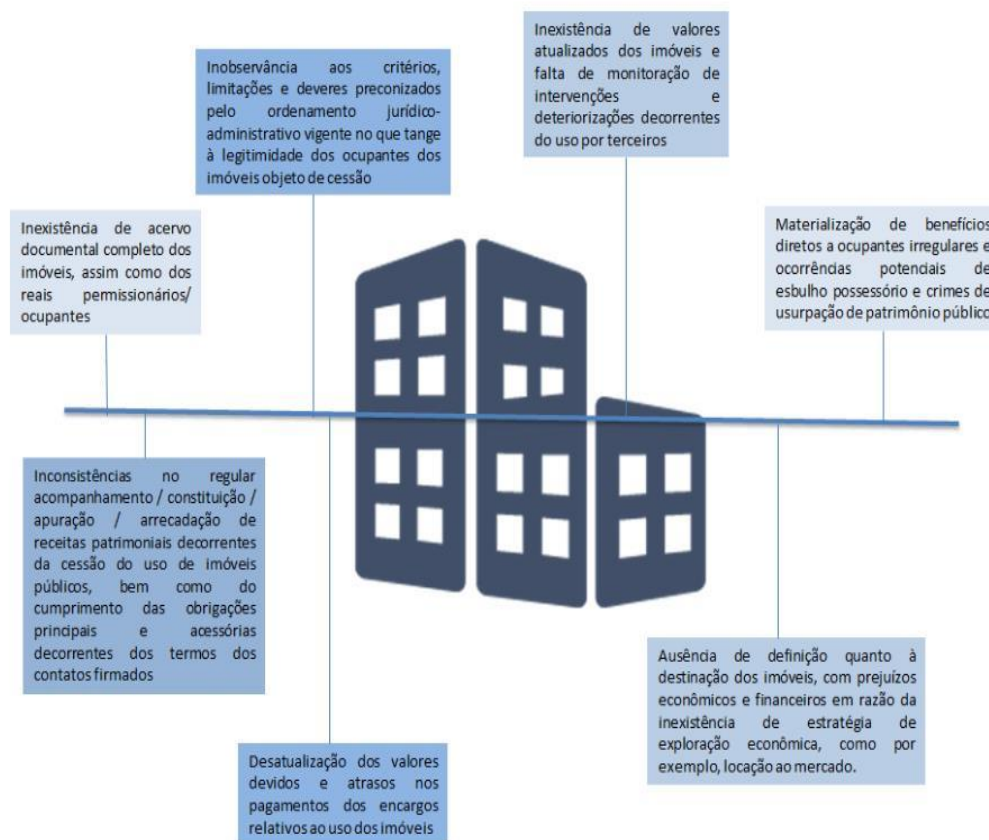 Inexistência de valores
atualizados dos imóveis e
falta de monitoração de
intervenções e
deteriorizações decorrentes
do uso por terceiros
Inobservância aos critérios,
limitações e deveres preconizados
pelo ordenamento jurídico-
administrativo vigente no que tange
à legitimidade dos ocupantes dos
imóveis objeto de cessão
Inexistência de acervo
documental completo dos
imóveis, assim como dos
reais permissionários/
ocupantes
Materialização de benefícios
diretos a ocupantes irregulares e
ocorrências potenciais de
esbulho possessório e crimes de
usurpação de patrimônio público
Inconsistências no regular
acompanhamento / constituição /
apuração / arrecadação de
receitas patrimoniais decorrentes
da cessão do uso de imóveis
públicos, bem como do
cumprimento das obrigações
principais e acessórias
decorrentes dos termos dos
contatos firmados
Ausência de definição quanto à
destinação dos imóveis, com prejuízos
econômicos e financeiros em razão da
inexistência de estratégia de
exploração econômica, como por
exemplo, locação ao mercado.
Desatualização dos valores
devidos e atrasos nos
pagamentos dos encargos
relativos ao uso dos imóveis